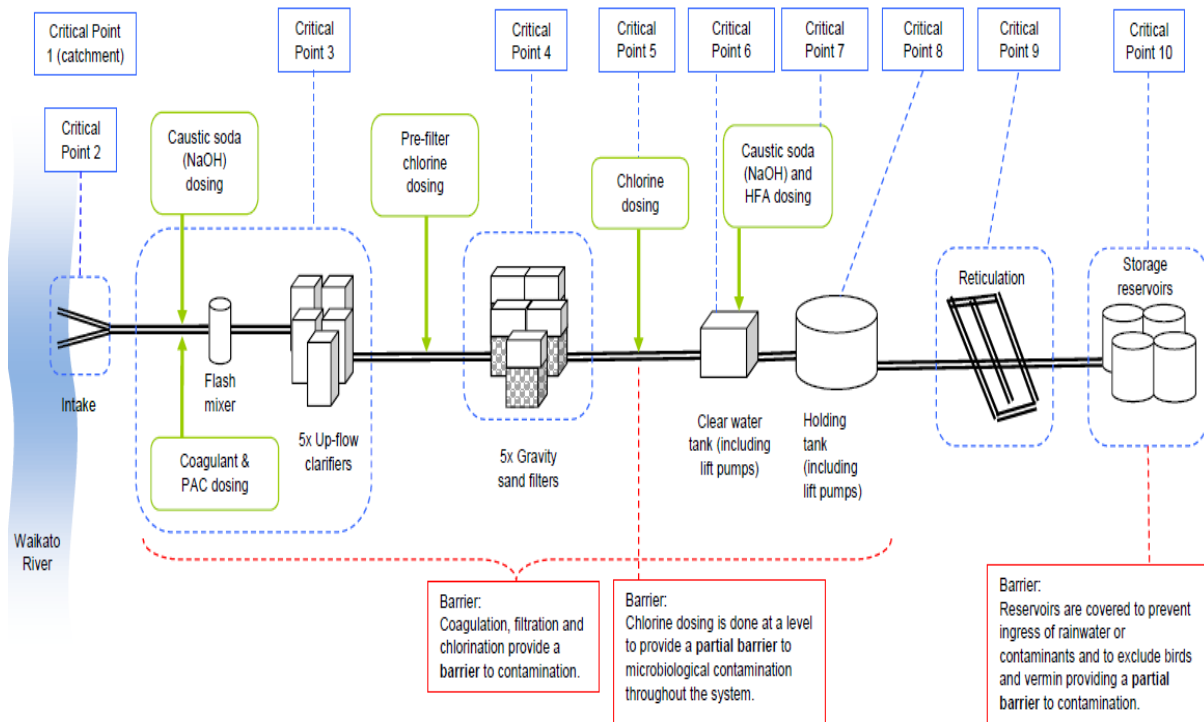 Critical Point
1 (catchment)
Critical
Point 3
Critical
Point 4
Critical
Point 5
Critical
Point 6
Critical
Point 7
Critical
Point 8
Critical
Point 9
Critical
Point 10
Critical
Point 2
Caustic soda
(NaOH)
dosing
Pre-filter
chlorine
dosing
Chlorine
dosing
Caustic soda
(NaOH) and
HFA dosing
Reticulation
Storage
reservoirs
Intake
Flash
mixer
5x Up-flow
clarifiers
Coagulant &
PAC dosing
5x Gravity
sand filters
Clear water
tank (including
lift pumps)
Holding
tank
(including
lift pumps)
Waikato
River
Barrier:
Coagulation, filtration and
chlorination provide a
barrier to contamination.
Barrier:
Chlorine dosing is done at a level
to provide a partial barrier to
microbiological contamination
throughout the system.
Barrier:
Reservoirs are covered to prevent
ingress of rainwater or
contaminants and to exclude birds
and vermin providing a partial
barrier to contamination.